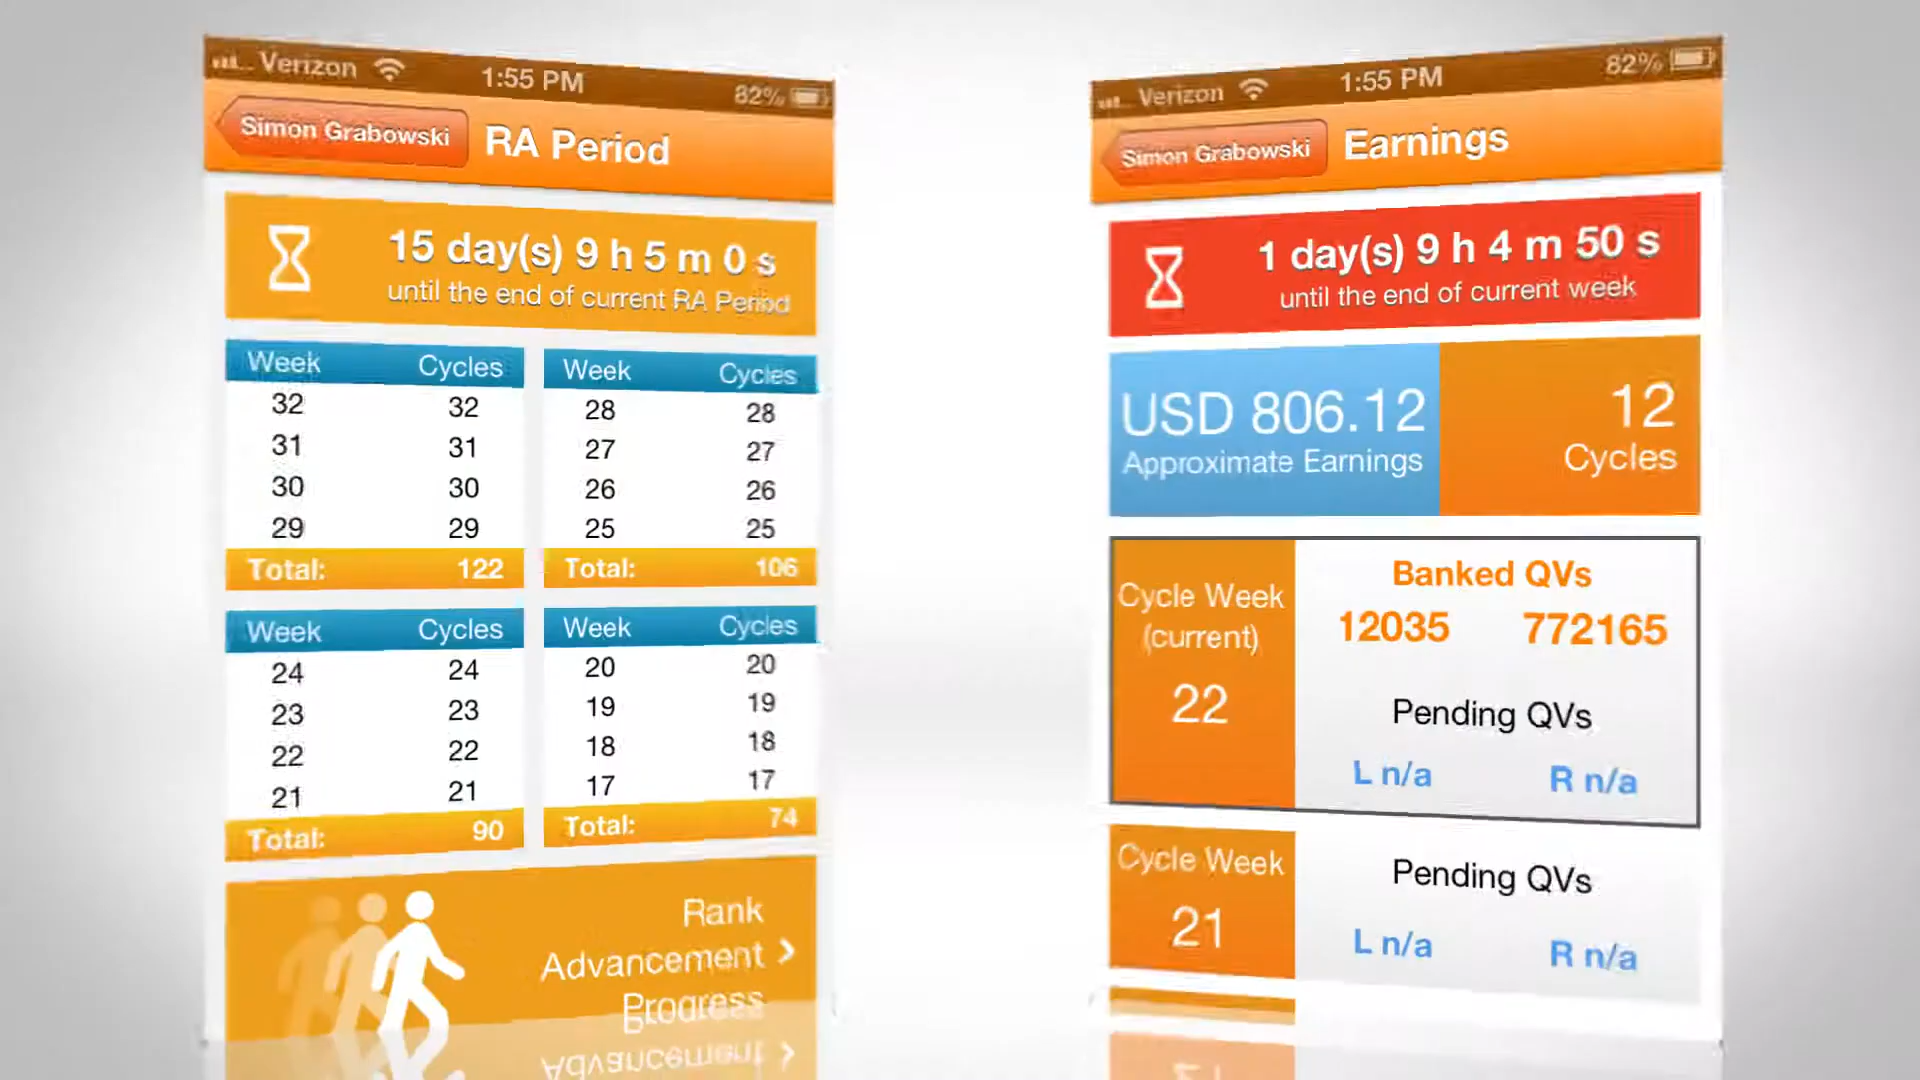 Verizon 1:55 PM 82%
Simon Grabowski RA Period
15 day(s) 9 h 5 m 0 s
until the end of current RA Period
Week Cycles Week Cycles
32 32 28 28
31 31 27 27
30 30 26 26
29 29 25 25
Total: 122 Total: 106
Week Cycles Week Cycles
24 24 20 20
23 23 19 19
22 22 18 18
21 21 17 17
Total: 90 Total: 74
Rank
Advancement
Progress
Verizon 1:55 PM 82%
Simon Grabowski Earnings
1 day(s) 9 h 4 m 50 s
until the end of current week
USD 806.12 12
Approximate Earnings Cycles
Cycle Week
(current)
22
Banked QVs
12035 772165
Pending QVs
L n/a R n/a
Cycle Week
21
Pending QVs
L n/a R n/a